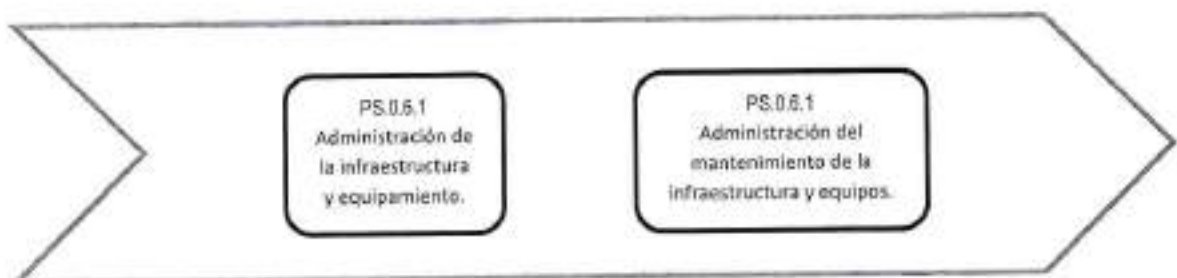 PS.0.6.1
Administración de
la infraestructura
y equipamiento.
PS.0.6.1
Administración del
mantenimiento de la
infraestructura y equipos.